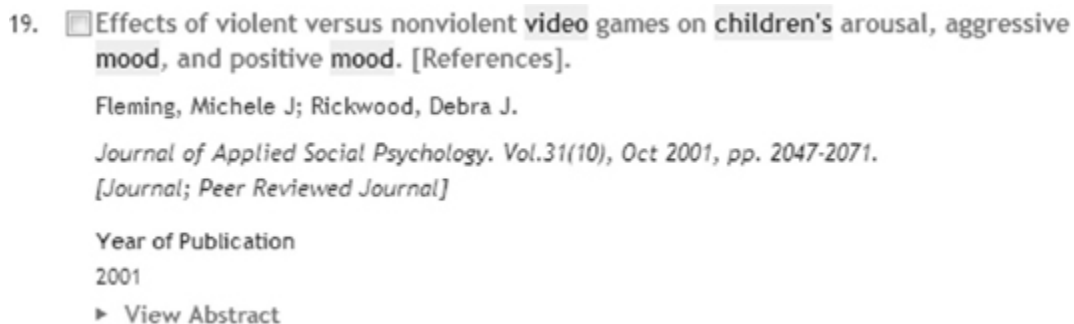 19. Effects of violent versus nonviolent video games on children's arousal, aggressive
mood, and positive mood. [References].
Fleming, Michele J; Rickwood, Debra J.
Journal of Applied Social Psychology. Vol.31(10), Oct 2001, pp. 2047-2071.
[Journal; Peer Reviewed Journal]
Year of Publication
2001
View Abstract